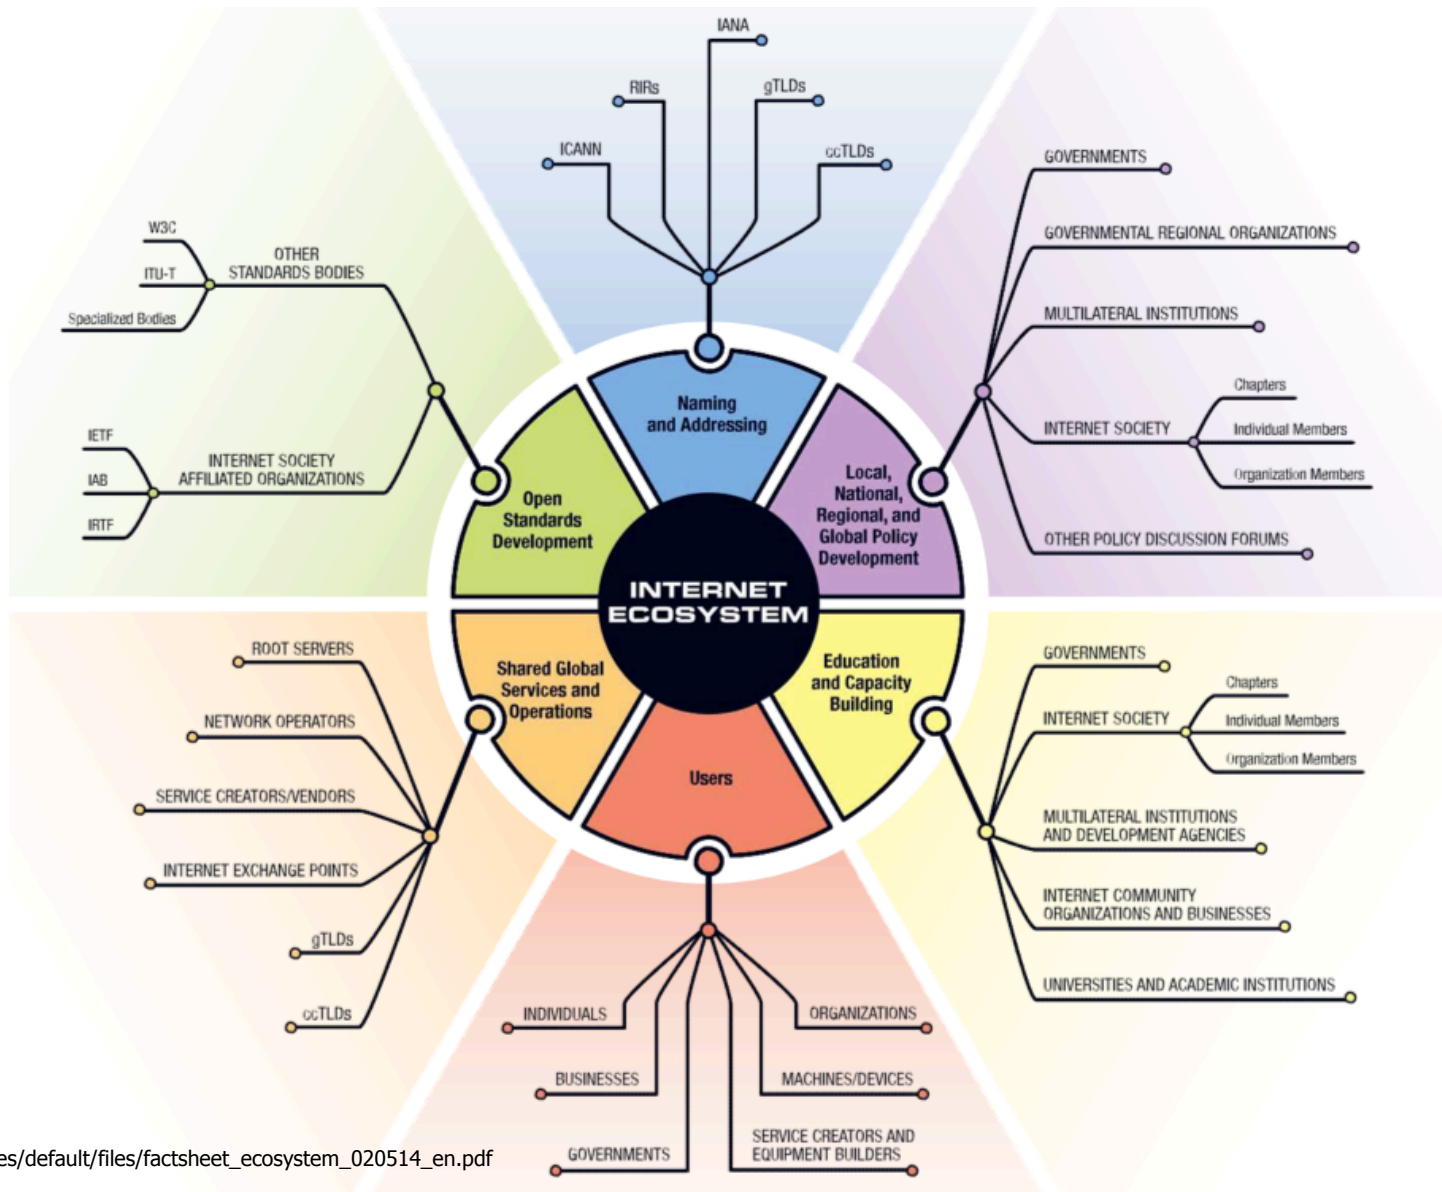 IANA
RIRs
gTLDs
ICANN
ccTLDs
W3C
ITU-T
Specialized Bodies
OTHER
STANDARDS BODIES
IETF
IAB
IRTF
INTERNET SOCIETY
AFFILIATED ORGANIZATIONS
GOVERNMENTS
GOVERNMENTAL REGIONAL ORGANIZATIONS
MULTILATERAL INSTITUTIONS
INTERNET SOCIETY
Chapters
Individual Members
Organization Members
OTHER POLICY DISCUSSION FORUMS
Naming
and Addressing
Open
Standards
Development
Local,
National,
Regional, and
Global Policy
Development
INTERNET
ECOSYSTEM
Shared Global
Services and
Operations
Education
and Capacity
Building
Users
ROOT SERVERS
NETWORK OPERATORS
SERVICE CREATORS/VENDORS
INTERNET EXCHANGE POINTS
gTLDs
ccTLDs
GOVERNMENTS
INTERNET SOCIETY
Chapters
Individual Members
Organization Members
MULTILATERAL INSTITUTIONS
AND DEVELOPMENT AGENCIES
INTERNET COMMUNITY
ORGANIZATIONS AND BUSINESSES
UNIVERSITIES AND ACADEMIC INSTITUTIONS
INDIVIDUALS
BUSINESSES
GOVERNMENTS
ORGANIZATIONS
MACHINES/DEVICES
SERVICE CREATORS AND
EQUIPMENT BUILDERS
es/default/files/factsheet_ecosystem_020514_en.pdf